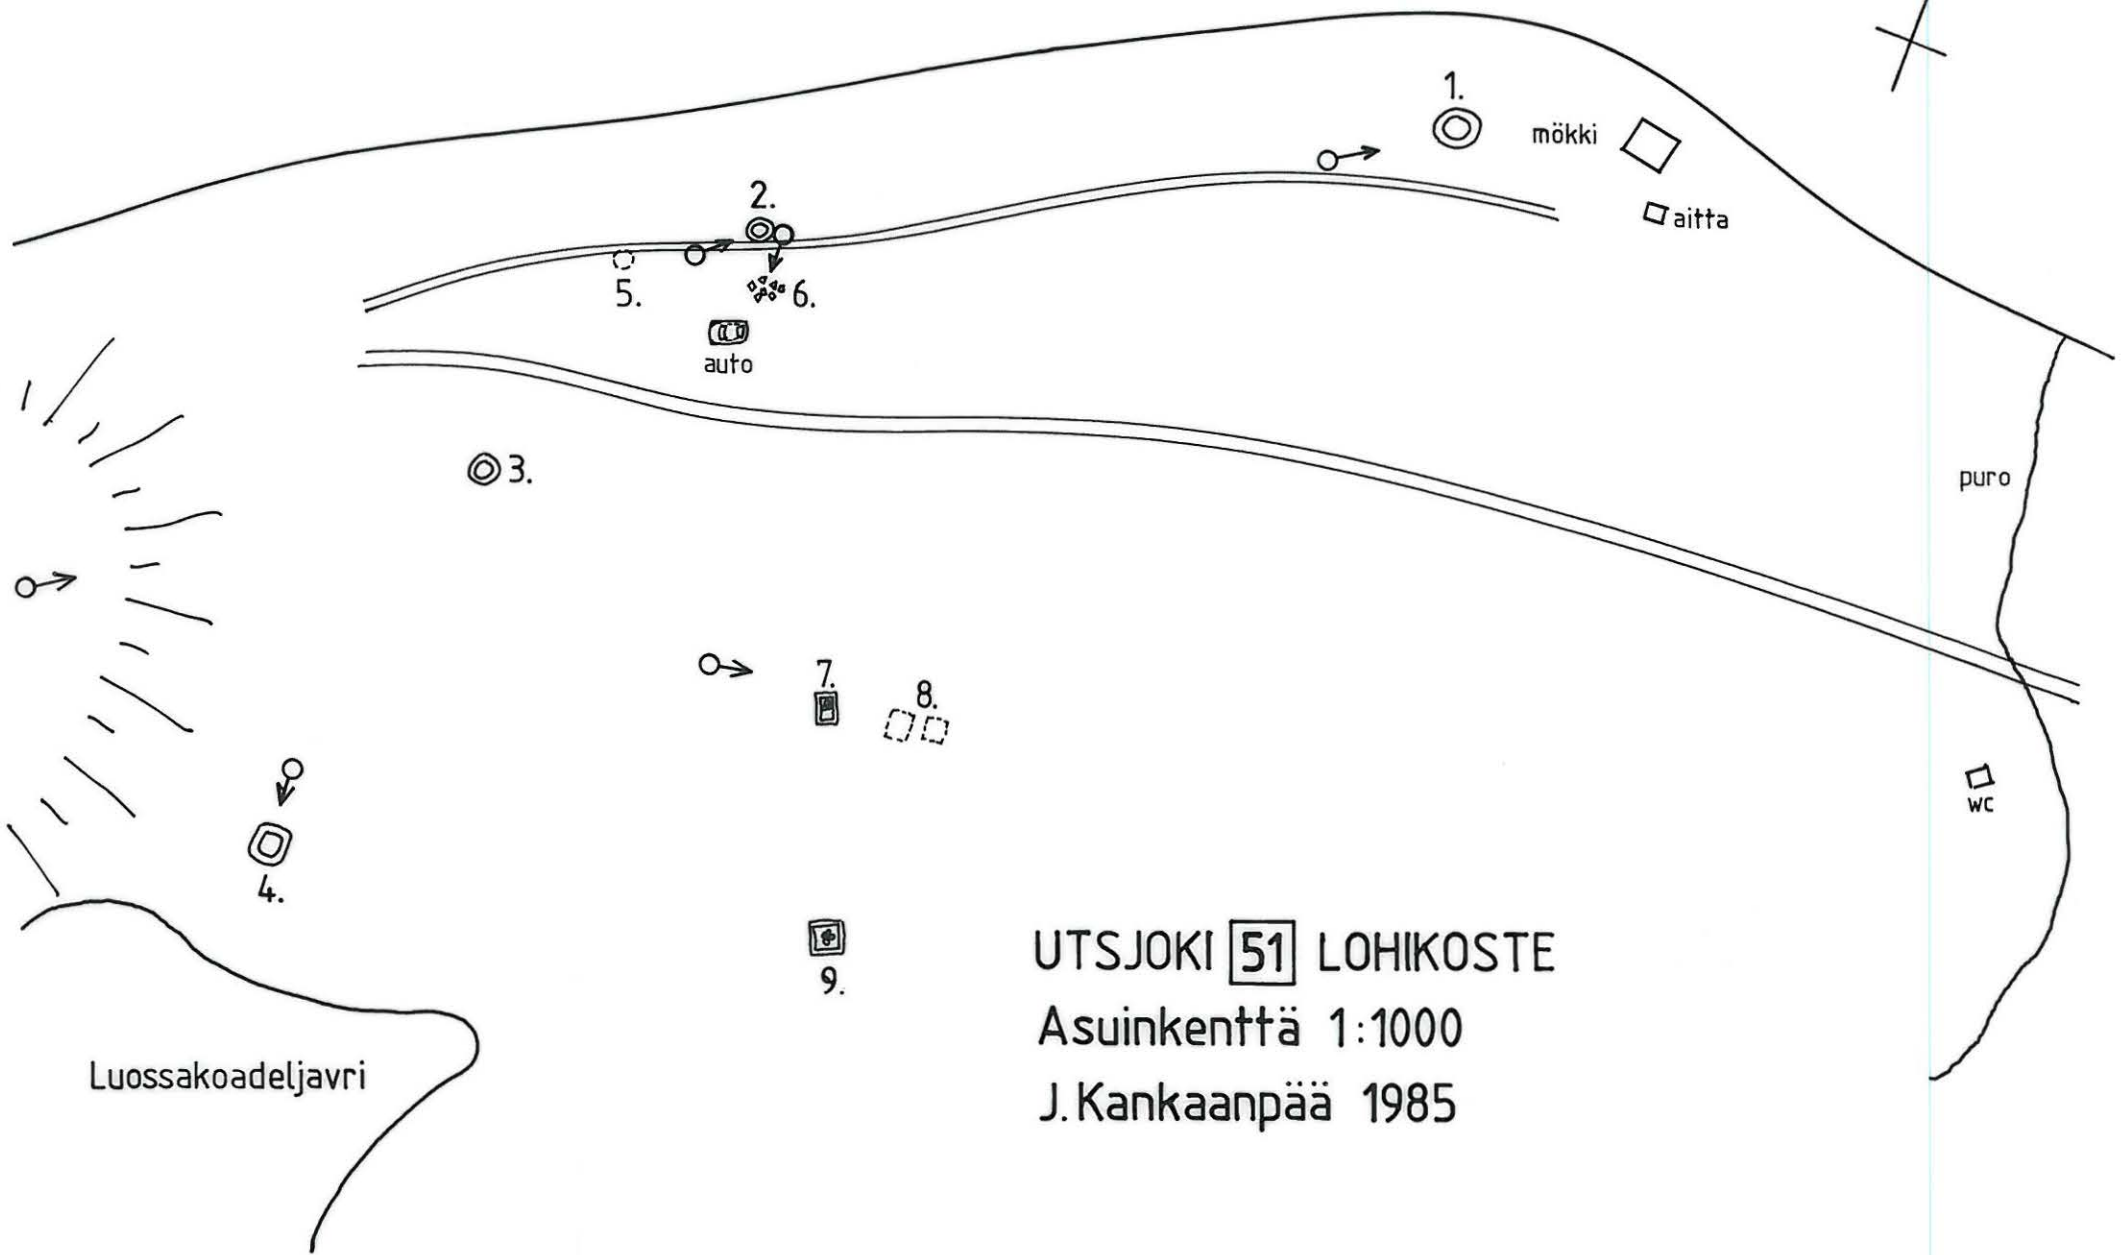 1.
mökki
aitta
2.
5.
6.
auto
3.
puro
7.
8.
wc
4.
9.
UTSJOKI 51 LOHIKOSTE
Asuinkenttä 1:1000
J. Kankaanpää 1985
Luossakoadeljavri